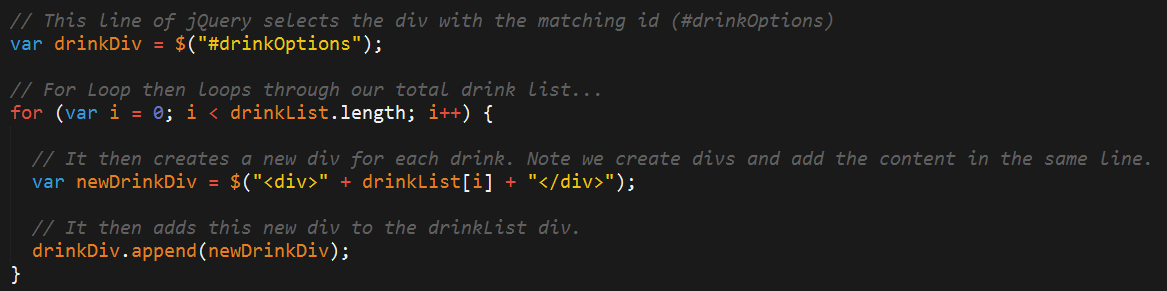 // This line of jQuery selects the div with the matching id (#drinkOptions)
var drinkDiv = $("#drinkOptions");
// For Loop then loops through our total drink list...
for (var i = 0; i < drinkList.length; i++) {
// It then creates a new div for each drink. Note we create divs and add the content in the same line.
var newDrinkDiv = $("<div>" + drinkList[i] + "</div>");
// It then adds this new div to the drinkList div.
drinkDiv.append(newDrinkDiv);
}